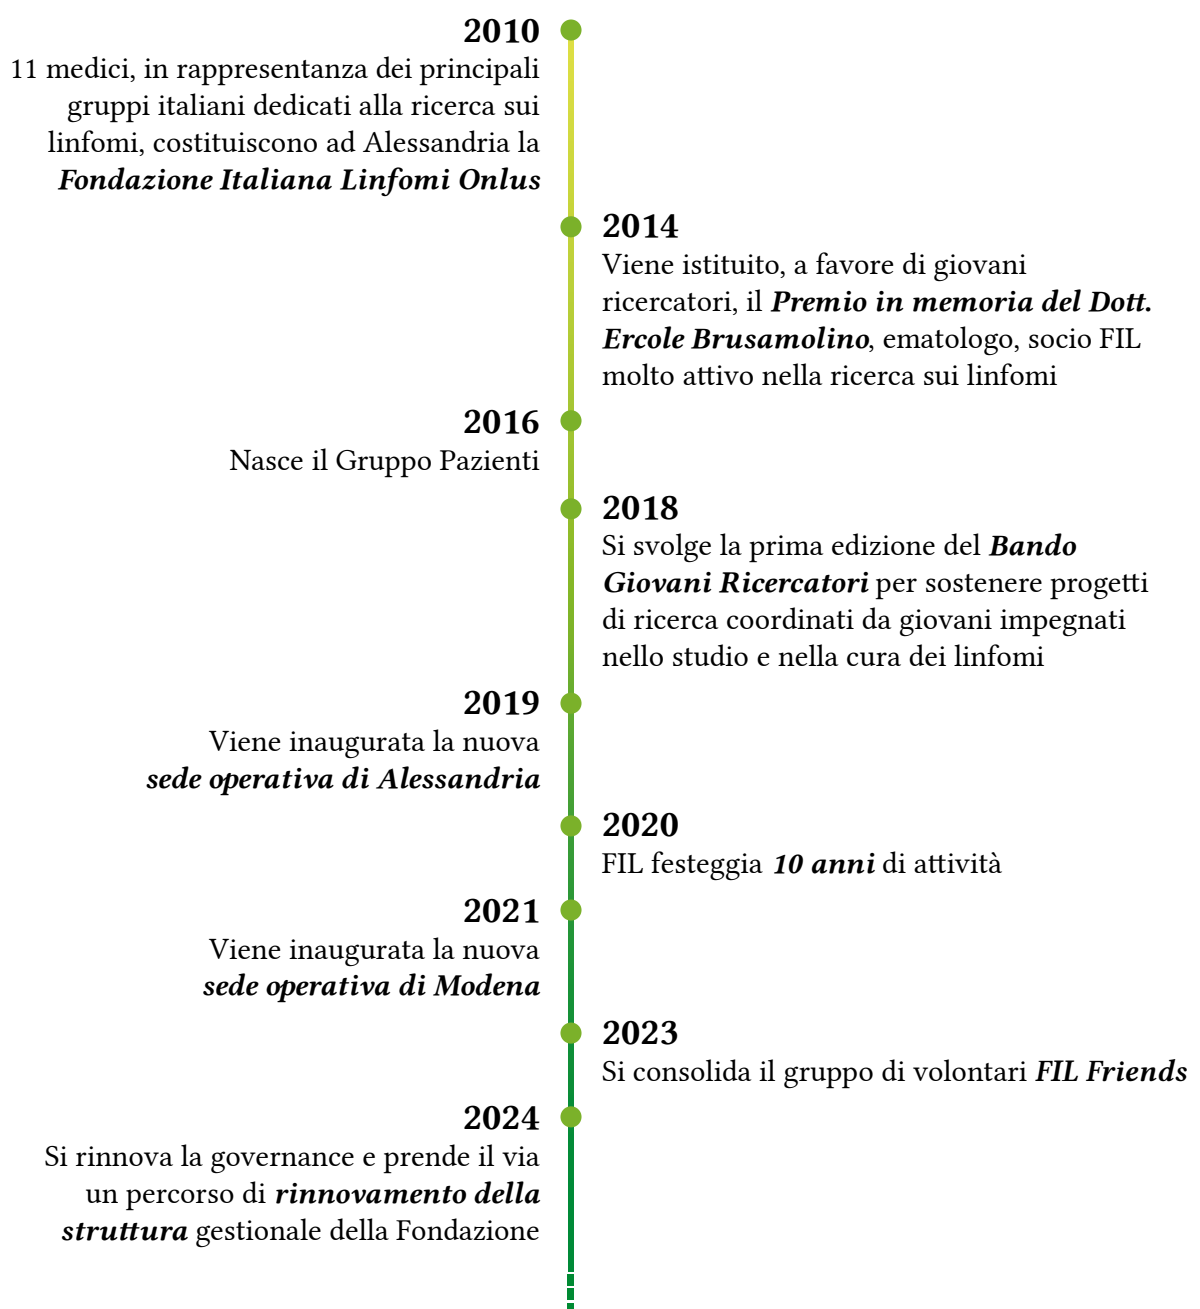 2010
11 medici, in rappresentanza dei principali
gruppi italiani dedicati alla ricerca sui
linfomi, costituiscono ad Alessandria la
Fondazione Italiana Linfomi Onlus
2014
Viene istituito, a favore di giovani
ricercatori, il Premio in memoria del Dott.
Ercole Brusamolino, ematologo, socio FIL
molto attivo nella ricerca sui linfomi
2016
Nasce il Gruppo Pazienti
2018
Si svolge la prima edizione del Bando
Giovani Ricercatori per sostenere progetti
di ricerca coordinati da giovani impegnati
nello studio e nella cura dei linfomi
2019
Viene inaugurata la nuova
sede operativa di Alessandria
2020
FIL festeggia 10 anni di attività
2021
Viene inaugurata la nuova
sede operativa di Modena
2023
Si consolida il gruppo di volontari FIL Friends
2024
Si rinnova la governance e prende il via
un percorso di rinnovamento della
struttura gestionale della Fondazione